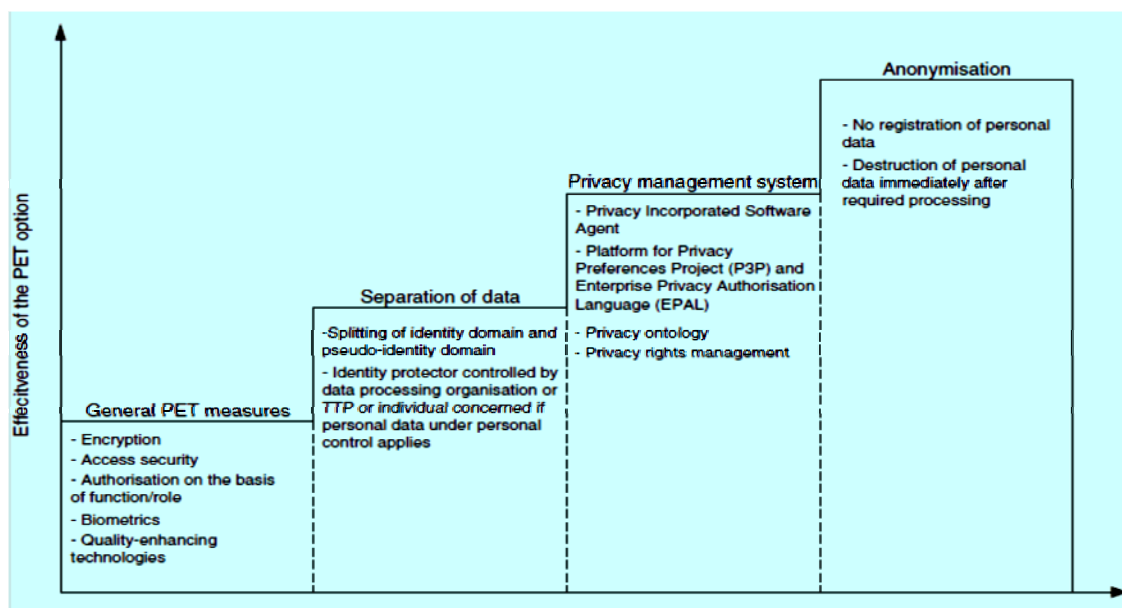 Effecitveness of the PET option
General PET measures
- Encryption
- Access security
- Authorisation on the basis
of function/role
- Biometrics
- Quality-enhancing
technologies
Separation of data
-Splitting of identity domain and
pseudo-identity domain
- Identity protector controlled by
data processing organisation or
TTP or individual concerned if
personal data under personal
control applies
Privacy management system
- Privacy Incorporated Software
Agent
- Platform for Privacy
Preferences Project (P3P) and
Enterprise Privacy Authorisation
Language (EPAL)
- Privacy ontology
- Privacy rights management
Anonymisation
- No registration of personal
data
- Destruction of personal
data immediately after
required processing